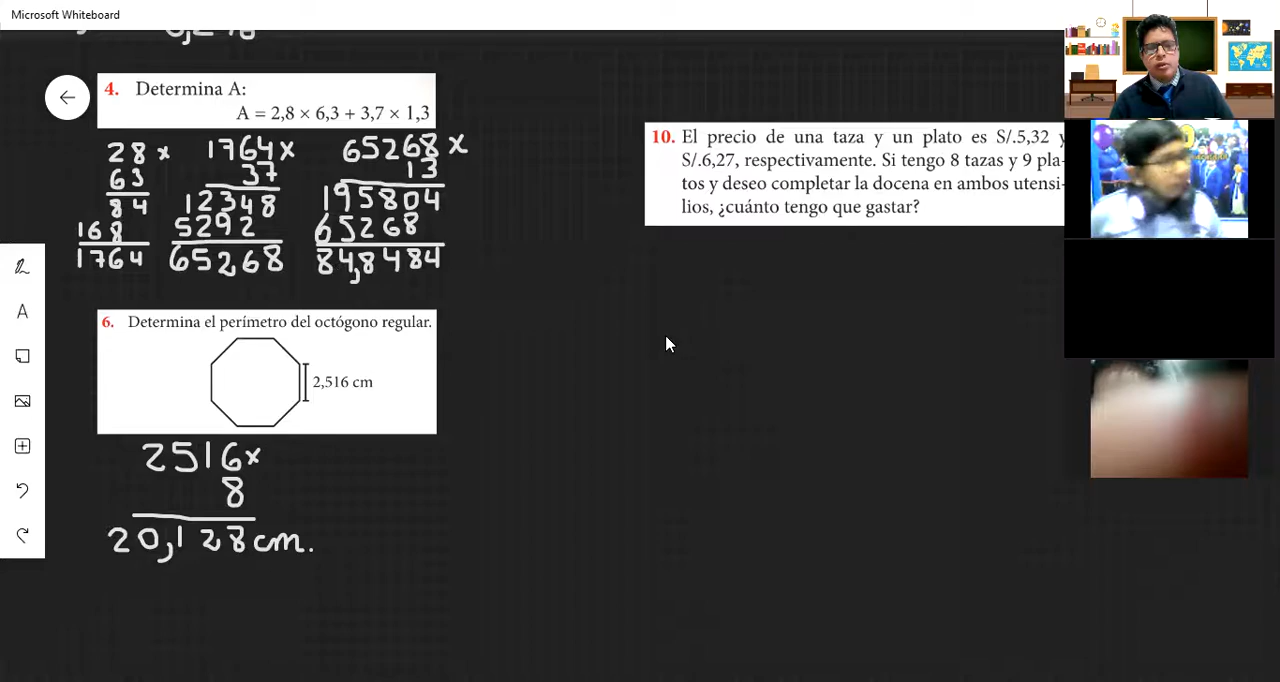 Microsoft Whiteboard
4. Determina A:
A = 2,8 × 6,3 + 3,7 × 1,3
28 x
63
84
168
1764
1764 x
37
12348
5292
652,68
65268 x
13
195804
65268
84,8484
6. Determina el perímetro del octógono regular.
2,516 cm
2516 x
8
20,128 cm.
10. El precio de una taza y un plato es S/.5,32 y
S/.6,27, respectivamente. Si tengo 8 tazas y 9 pla-
tos y deseo completar la docena en ambos utensi-
lios, ¿cuánto tengo que gastar?
A